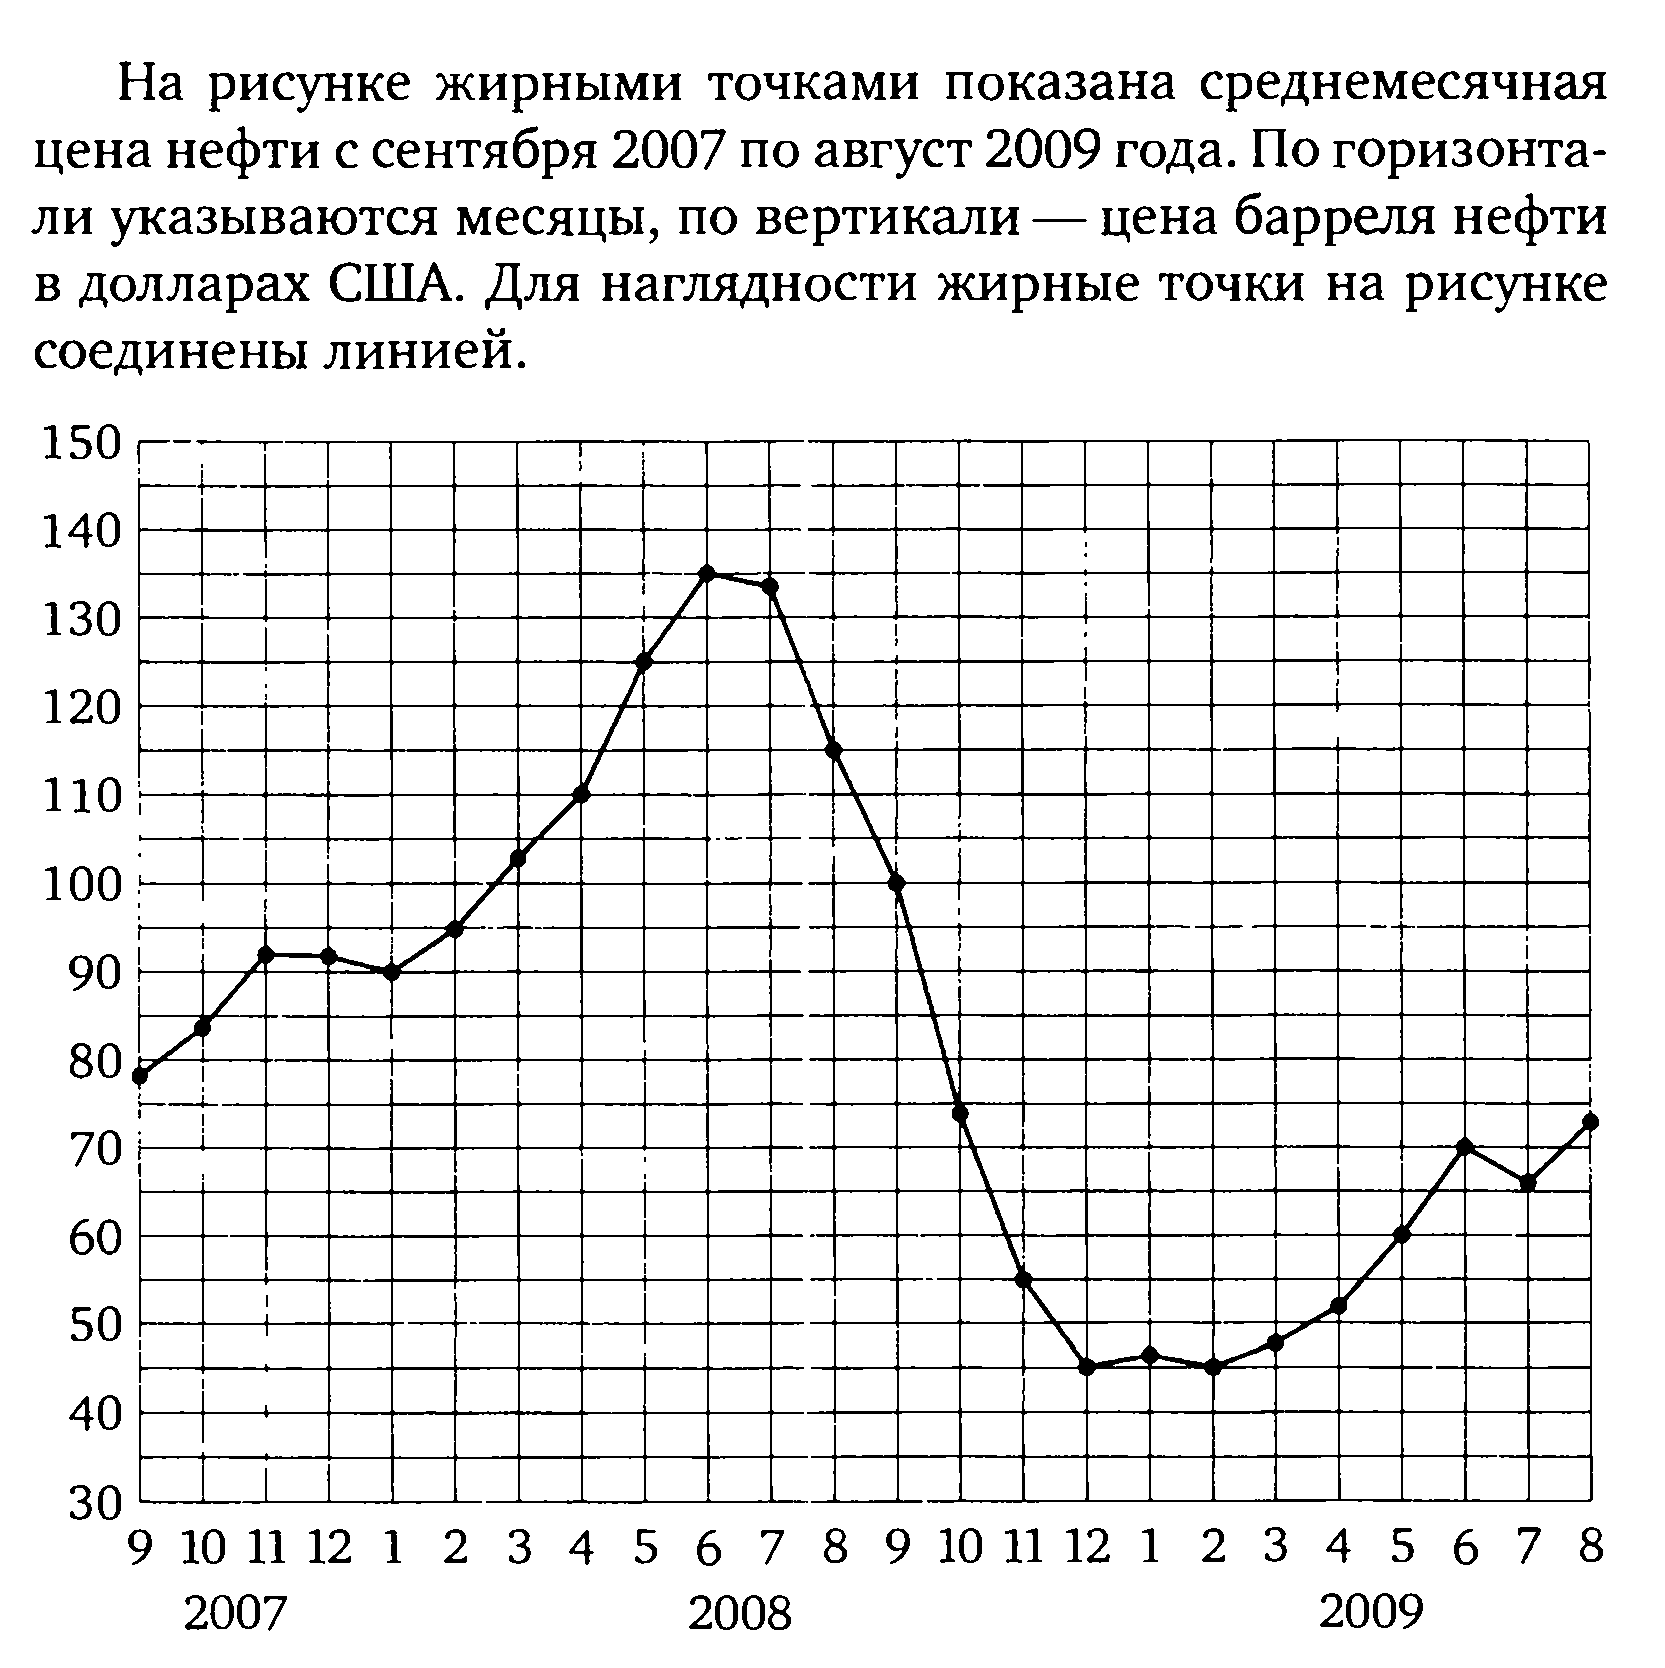 На рисунке жирными точками показана среднемесячная
цена нефти с сентября 2007 по август 2009 года. По горизонта-
ли указываются месяцы, по вертикали — цена барреля нефти
в долларах США. Для наглядности жирные точки на рисунке
соединены линией.
150
140
130
120
110
100
90
80
70
60
50
40
30
9 10 11 12 1 2 3 4 5 6 7 8 9 10 11 12 1 2 3 4 5 6 7 8
2007 2008 2009